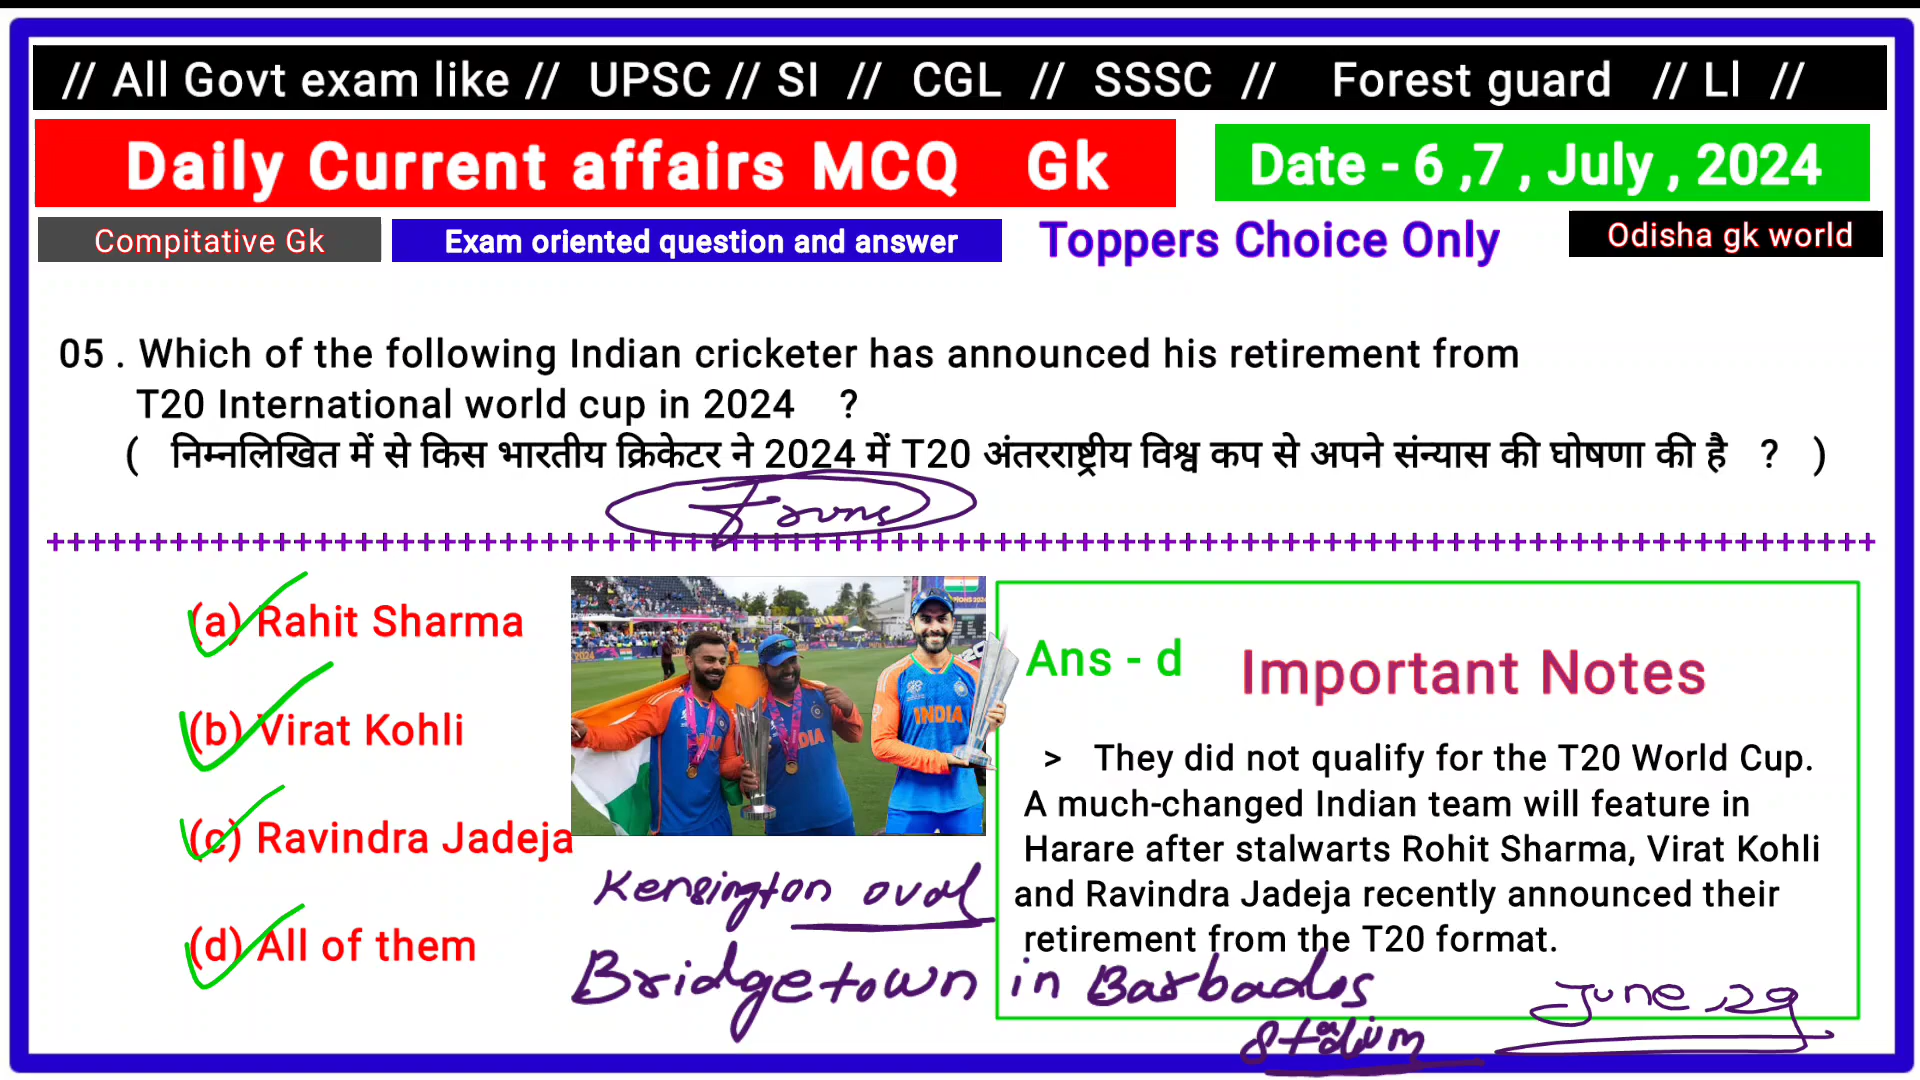 // All Govt exam like // UPSC // SI // CGL // SSSC // Forest guard // LI //
Daily Current affairs MCQ Gk
Date - 6 ,7 , July , 2024
Compitative Gk
Exam oriented question and answer
Toppers Choice Only
Odisha gk world
05 . Which of the following Indian cricketer has announced his retirement from
T20 International world cup in 2024 ?
( निम्नलिखित में से किस भारतीय क्रिकेटर ने 2024 में T20 अंतरराष्ट्रीय विश्व कप से अपने संन्यास की घोषणा की है ? )
++++++++++++++++++++++++++++++++++++++++++++++++++++++++++++++++++++++++++++++++++++++++++
(a) Rahit Sharma
(b) Virat Kohli
(c) Ravindra Jadeja
(d) All of them
INDIA
Ans - d
Important Notes
> They did not qualify for the T20 World Cup.
A much-changed Indian team will feature in
Harare after stalwarts Rohit Sharma, Virat Kohli
and Ravindra Jadeja recently announced their
retirement from the T20 format.
Kensington oval
Bridgetown in Barbados
Stadium
June, 29